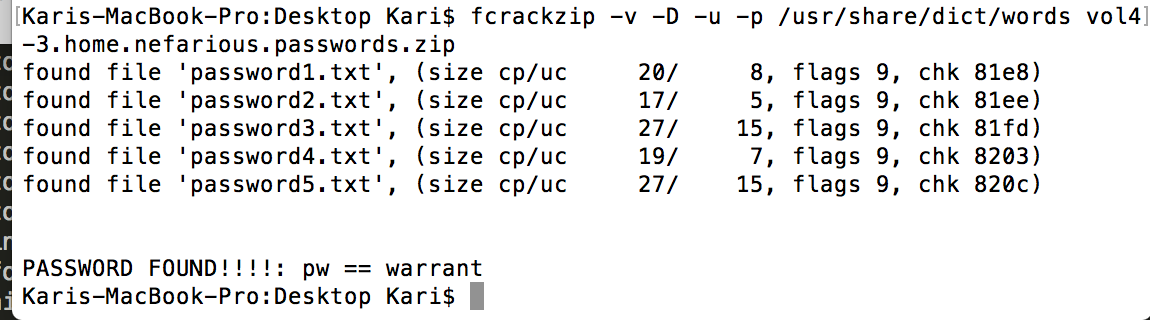 [Karis-MacBook-Pro:Desktop Kari$ fcrackzip -v -D -u -p /usr/share/dict/words vol4]
-3.home.nefarious.passwords.zip
found file 'password1.txt', (size cp/uc     20/     8, flags 9, chk 81e8)
found file 'password2.txt', (size cp/uc     17/     5, flags 9, chk 81ee)
found file 'password3.txt', (size cp/uc     27/    15, flags 9, chk 81fd)
found file 'password4.txt', (size cp/uc     19/     7, flags 9, chk 8203)
found file 'password5.txt', (size cp/uc     27/    15, flags 9, chk 820c)
PASSWORD FOUND!!!!: pw == warrant
Karis-MacBook-Pro:Desktop Kari$